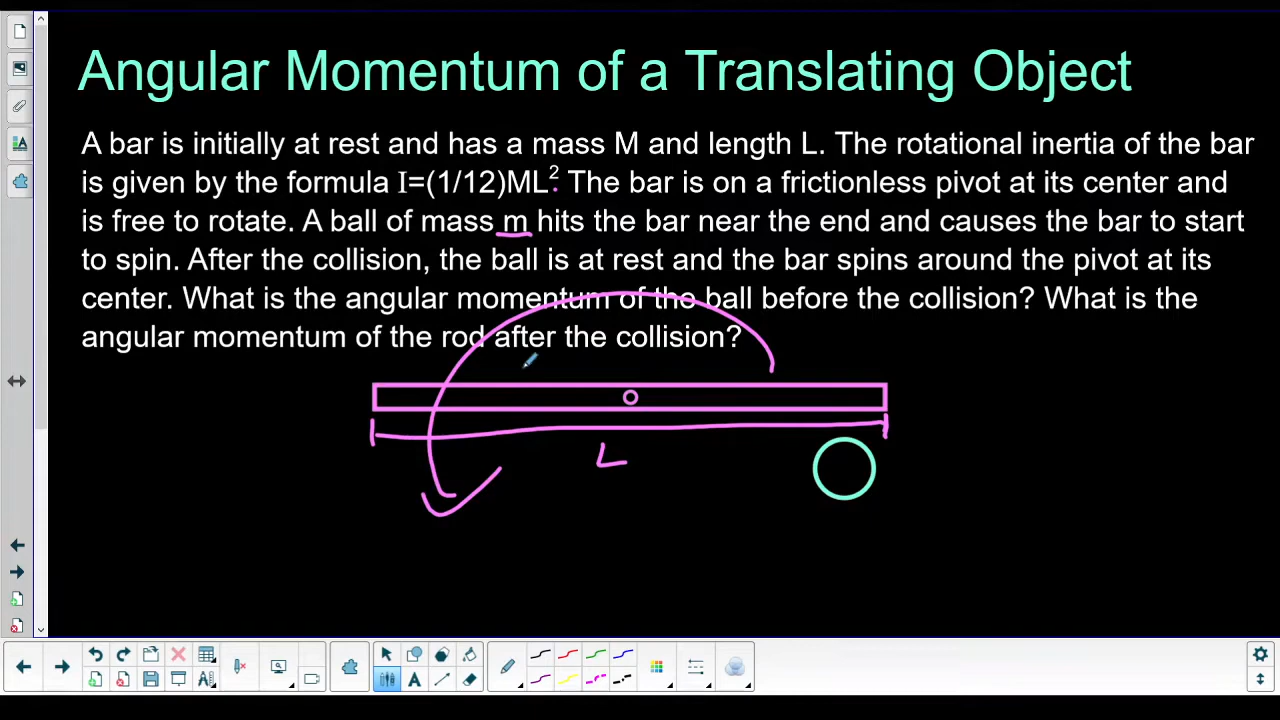 Angular Momentum of a Translating Object
A bar is initially at rest and has a mass M and length L. The rotational inertia of the bar
is given by the formula I=(1/12)ML². The bar is on a frictionless pivot at its center and
is free to rotate. A ball of mass m hits the bar near the end and causes the bar to start
to spin. After the collision, the ball is at rest and the bar spins around the pivot at its
center. What is the angular momentum of the ball before the collision? What is the
angular momentum of the rod after the collision?
L